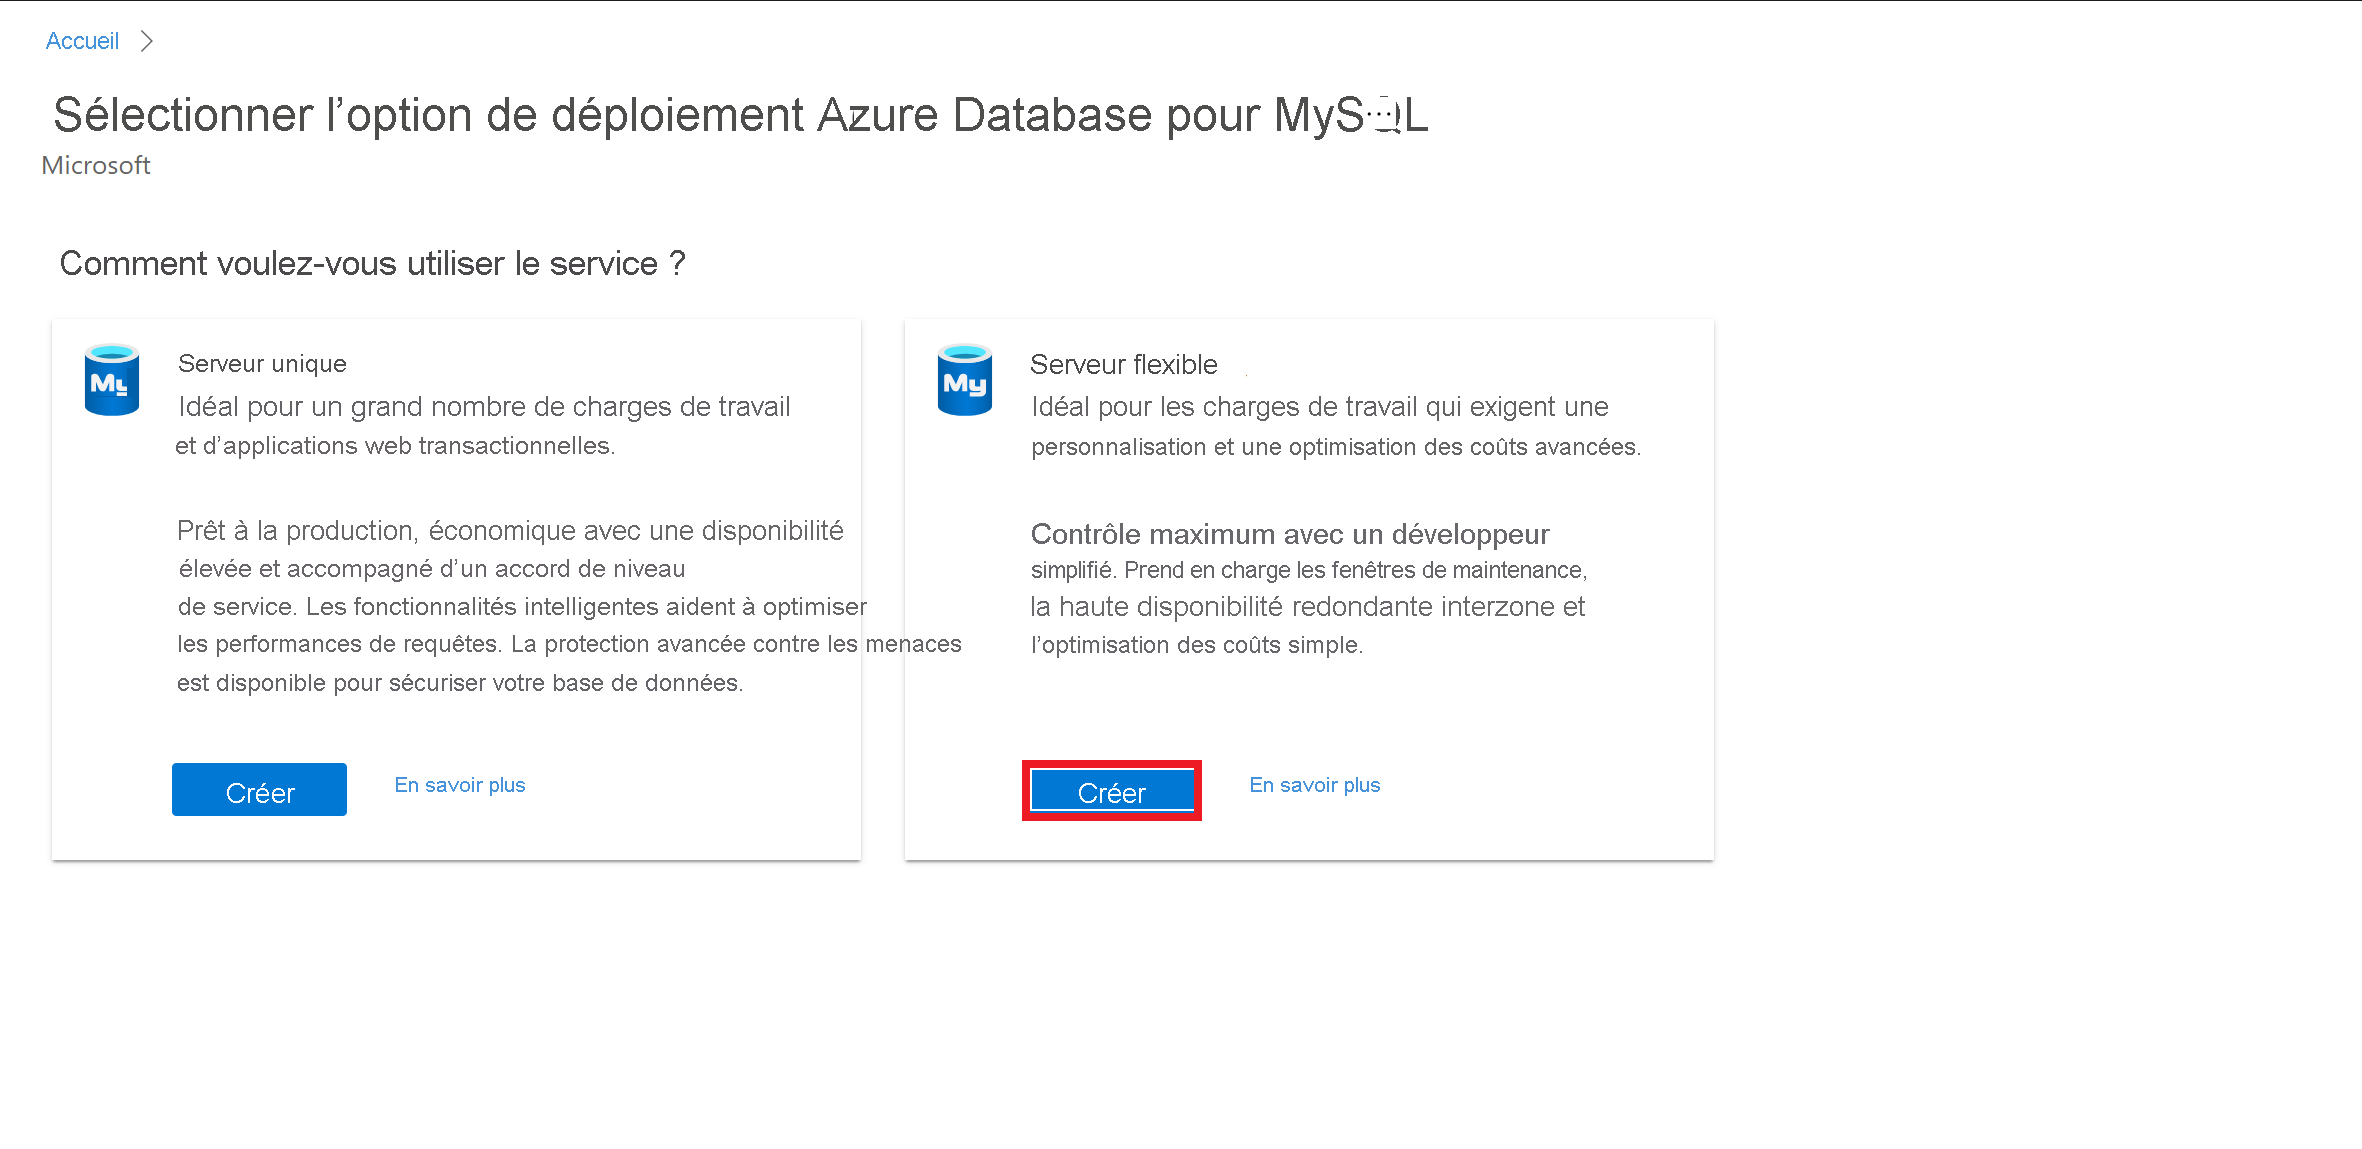 Accueil
Sélectionner l’option de déploiement Azure Database pour MySQL
Microsoft
Comment voulez-vous utiliser le service ?
My
Serveur unique
Idéal pour un grand nombre de charges de travail
et d’applications web transactionnelles.
Prêt à la production, économique avec une disponibilité
élevée et accompagné d’un accord de niveau
de service. Les fonctionnalités intelligentes aident à optimiser
les performances de requêtes. La protection avancée contre les menaces
est disponible pour sécuriser votre base de données.
Créer
En savoir plus
My
Serveur flexible
Idéal pour les charges de travail qui exigent une
personnalisation et une optimisation des coûts avancées.
Contrôle maximum avec un développeur
simplifié. Prend en charge les fenêtres de maintenance,
la haute disponibilité redondante interzone et
l’optimisation des coûts simple.
Créer
En savoir plus